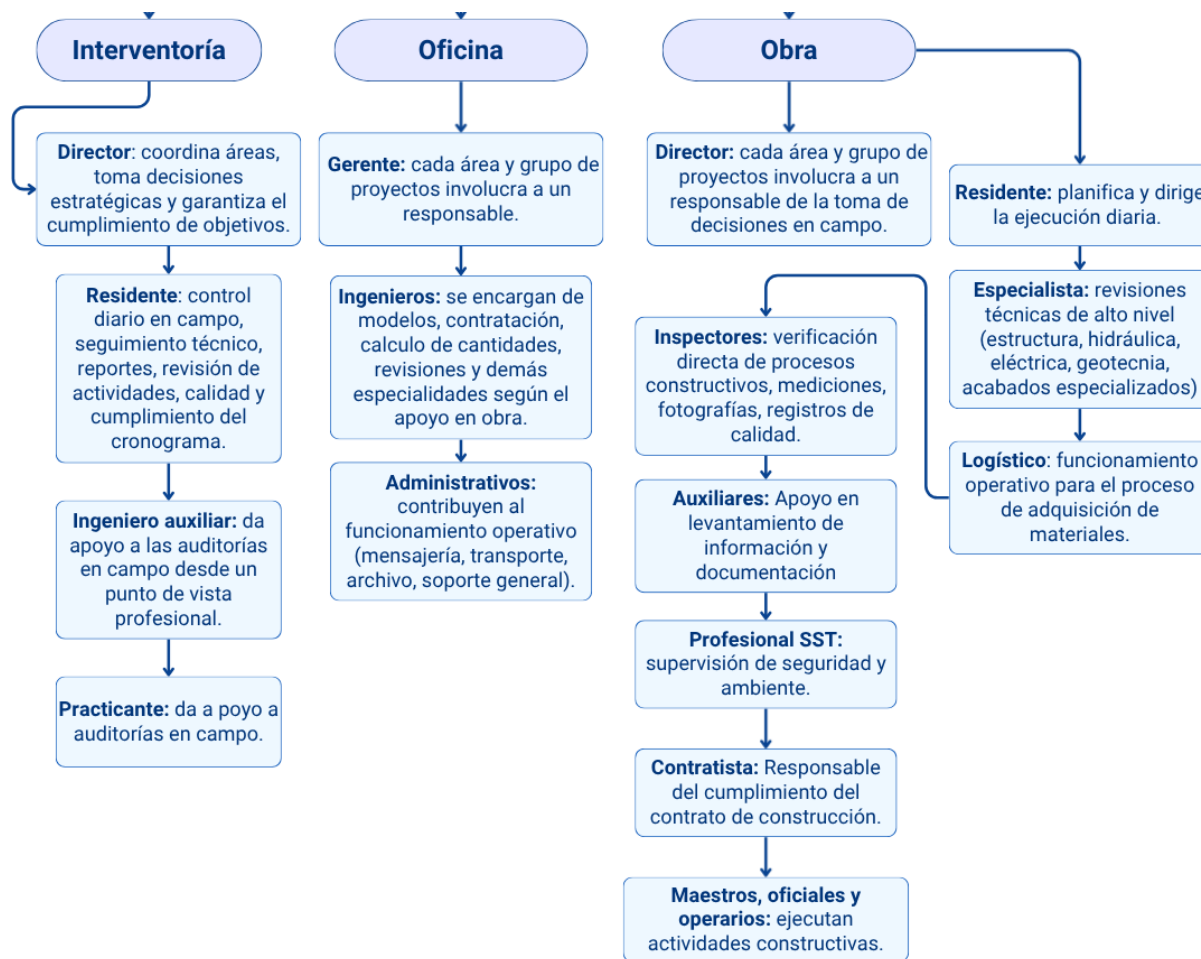 Interventoría
Director: coordina áreas,
toma decisiones
estratégicas y garantiza el
cumplimiento de objetivos.
Residente: control
diario en campo,
seguimiento técnico,
reportes, revisión de
actividades, calidad y
cumplimiento del
cronograma.
Ingeniero auxiliar: da
apoyo a las auditorías
en campo desde un
punto de vista
profesional.
Practicante: da a poyo a
auditorías en campo.
Oficina
Gerente: cada área y grupo de
proyectos involucra a un
responsable.
Ingenieros: se encargan de
modelos, contratación,
calculo de cantidades,
revisiones y demás
especialidades según el
apoyo en obra.
Administrativos:
contribuyen al
funcionamiento operativo
(mensajería, transporte,
archivo, soporte general).
Obra
Director: cada área y grupo de
proyectos involucra a un
responsable de la toma de
decisiones en campo.
Residente: planifica y dirige
la ejecución diaria.
Especialista: revisiones
técnicas de alto nivel
(estructura, hidráulica,
eléctrica, geotecnia,
acabados especializados)
Logístico: funcionamiento
operativo para el proceso
de adquisición de
materiales.
Inspectores: verificación
directa de procesos
constructivos, mediciones,
fotografías, registros de
calidad.
Auxiliares: Apoyo en
levantamiento de
información y
documentación
Profesional SST:
supervisión de seguridad y
ambiente.
Contratista: Responsable
del cumplimiento del
contrato de construcción.
Maestros, oficiales y
operarios: ejecutan
actividades constructivas.